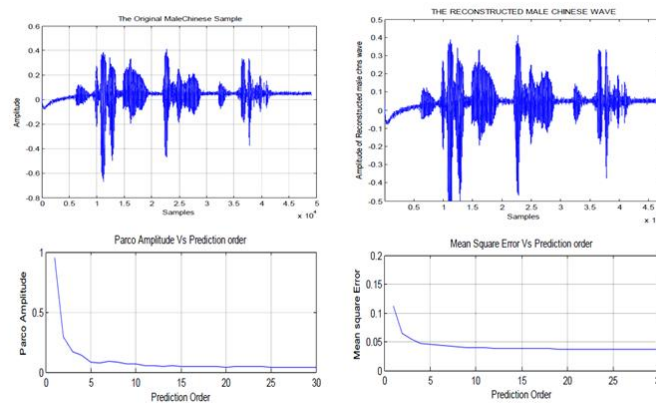 The Original MaleChinese Sample
0.6
0.4
0.2
0
-0.2
-0.4
-0.6
-0.8
Amplitude
0 0.5 1 1.5 2 2.5 3 3.5 4 4.5 5
Samples
x 10⁴
THE RECONSTRUCTED MALE CHINESE WAVE
0.5
0.4
0.3
0.2
0.1
0
-0.1
-0.2
-0.3
-0.4
-0.5
Amplitude of Reconstructed male chns wave
0 0.5 1 1.5 2 2.5 3 3.5 4 4.5
Samples
x 1
Parco Amplitude Vs Prediction order
1
0.5
0
Parco Amplitude
0 5 10 15 20 25 30
Prediction Order
Mean Square Error Vs Prediction order
0.2
0.15
0.1
0.05
0
Mean square Error
0 5 10 15 20 25 30
Prediction Order